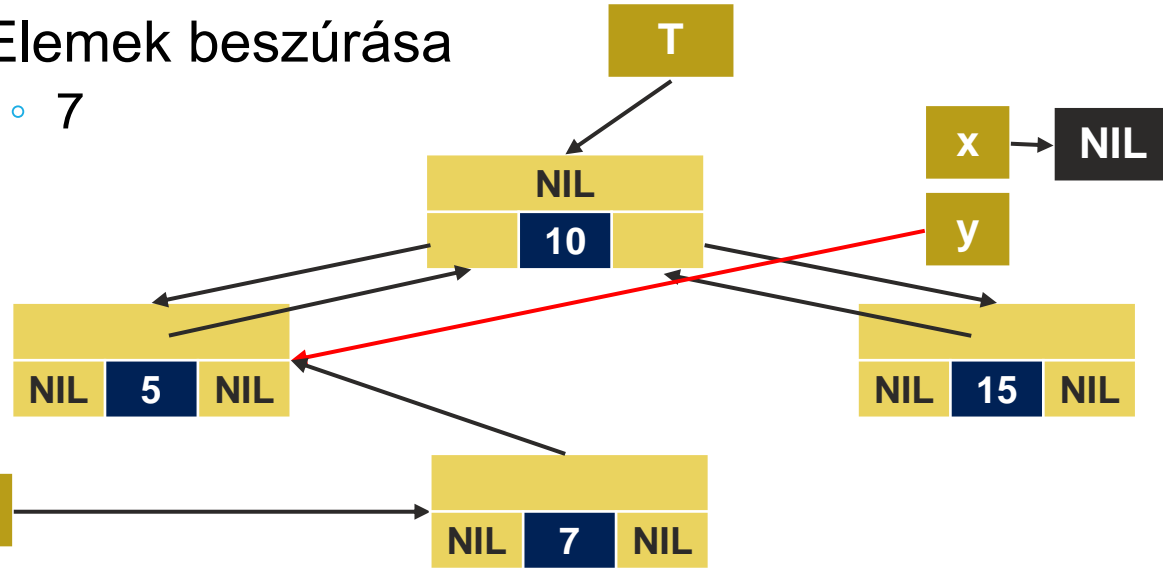 Elemek beszúrása
◦ 7
T
x NIL
y
NIL
10
NIL 5 NIL
NIL 15 NIL
NIL 7 NIL